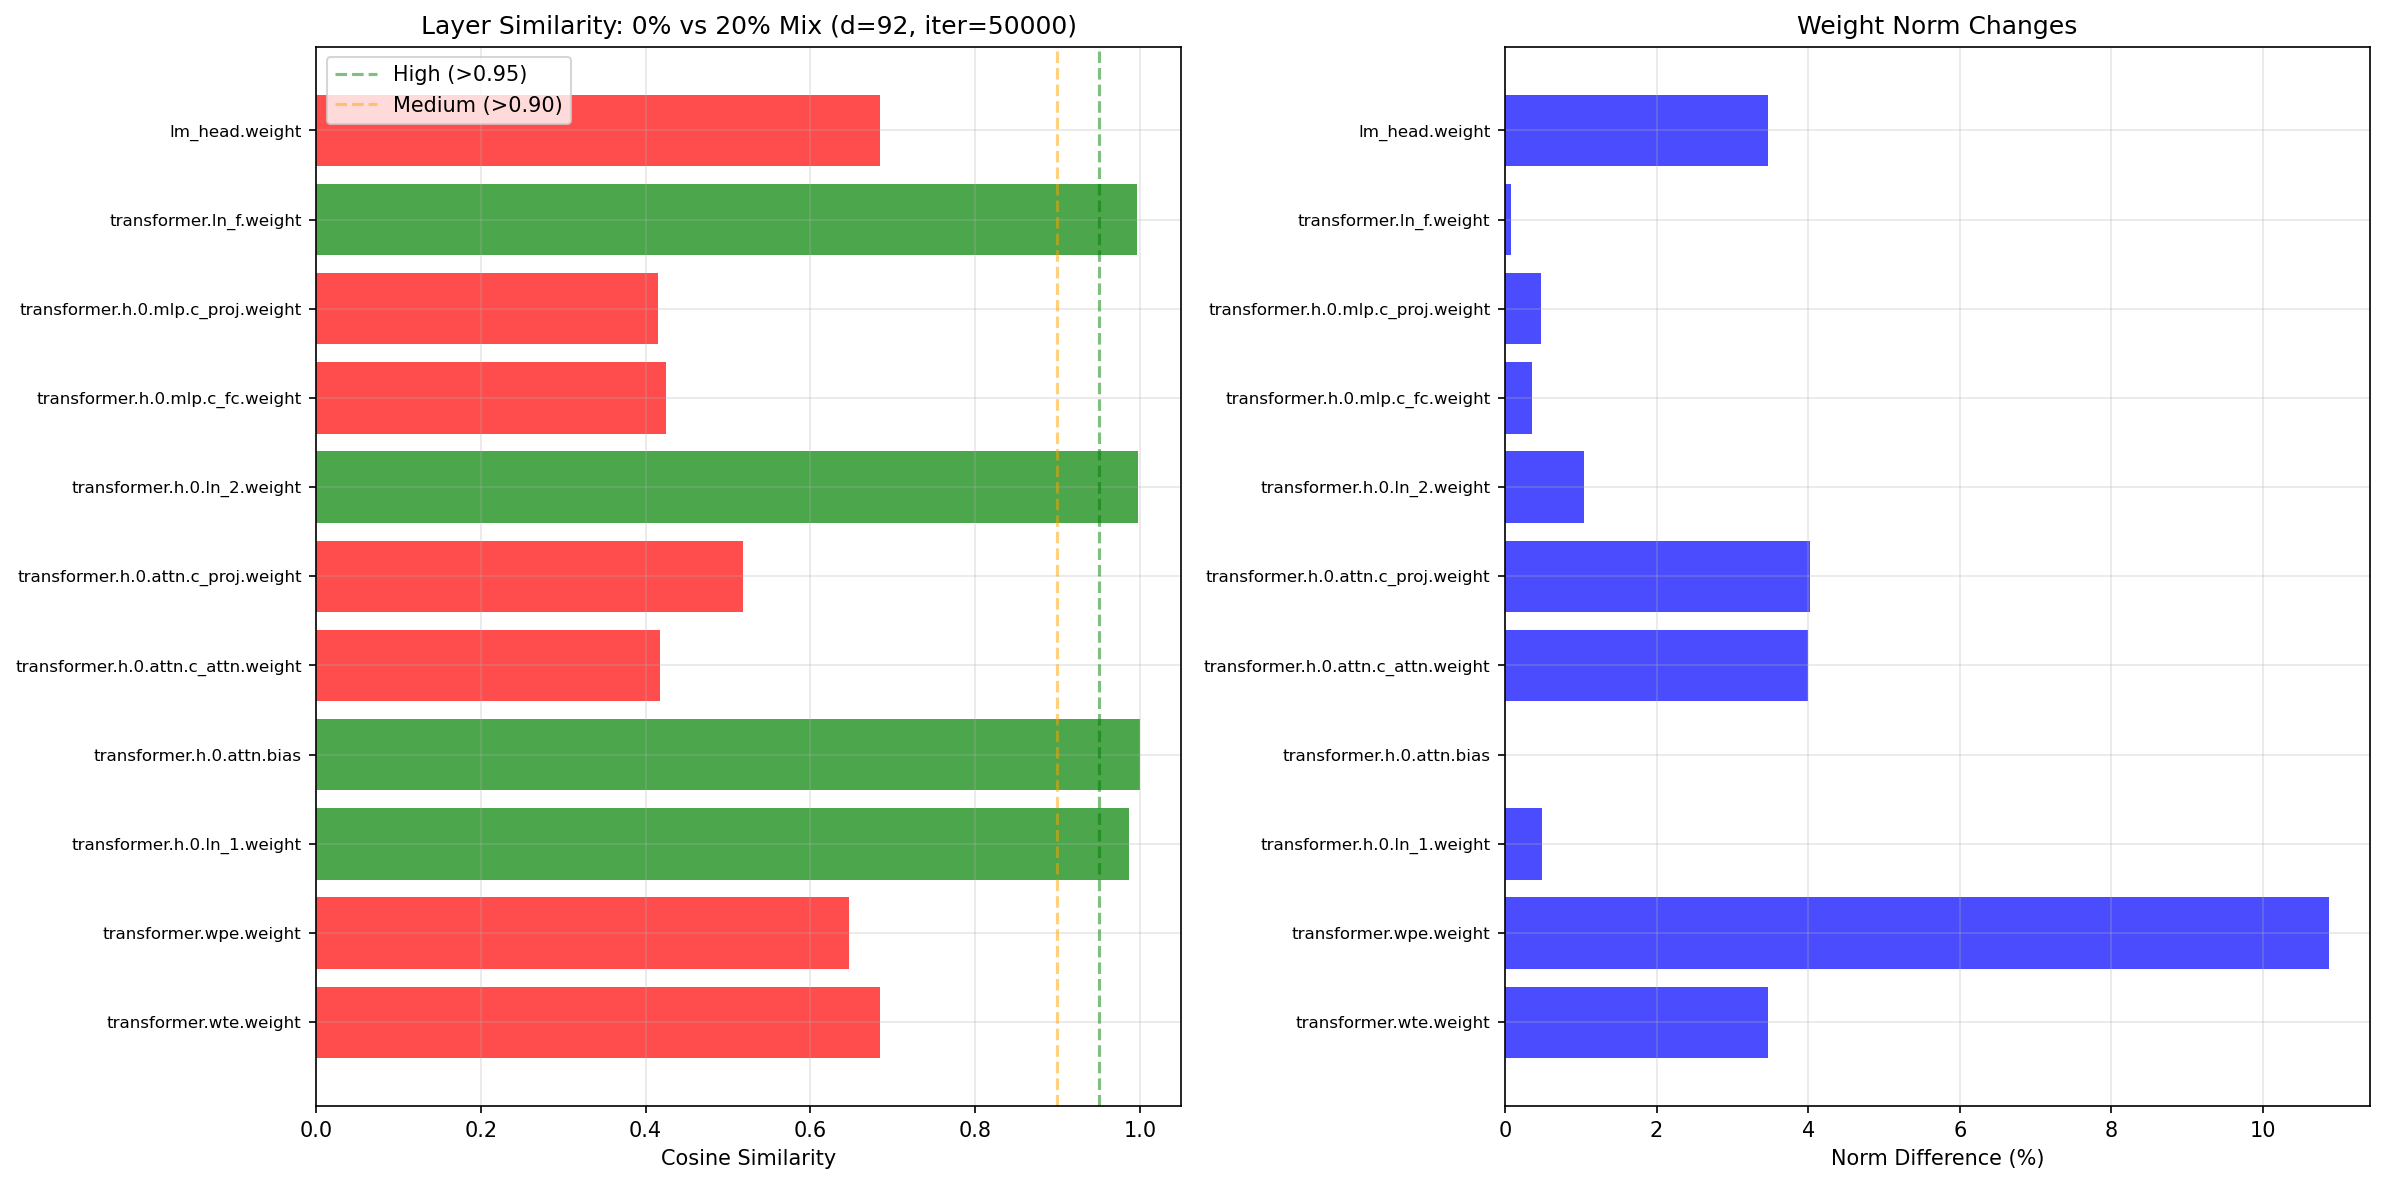 Layer Similarity: 0% vs 20% Mix (d=92, iter=50000)
High (>0.95)
Medium (>0.90)
lm_head.weight
transformer.ln_f.weight
transformer.h.0.mlp.c_proj.weight
transformer.h.0.mlp.c_fc.weight
transformer.h.0.ln_2.weight
transformer.h.0.attn.c_proj.weight
transformer.h.0.attn.c_attn.weight
transformer.h.0.attn.bias
transformer.h.0.ln_1.weight
transformer.wpe.weight
transformer.wte.weight
0.0 0.2 0.4 0.6 0.8 1.0
Cosine Similarity
Weight Norm Changes
lm_head.weight
transformer.ln_f.weight
transformer.h.0.mlp.c_proj.weight
transformer.h.0.mlp.c_fc.weight
transformer.h.0.ln_2.weight
transformer.h.0.attn.c_proj.weight
transformer.h.0.attn.c_attn.weight
transformer.h.0.attn.bias
transformer.h.0.ln_1.weight
transformer.wpe.weight
transformer.wte.weight
0 2 4 6 8 10
Norm Difference (%)